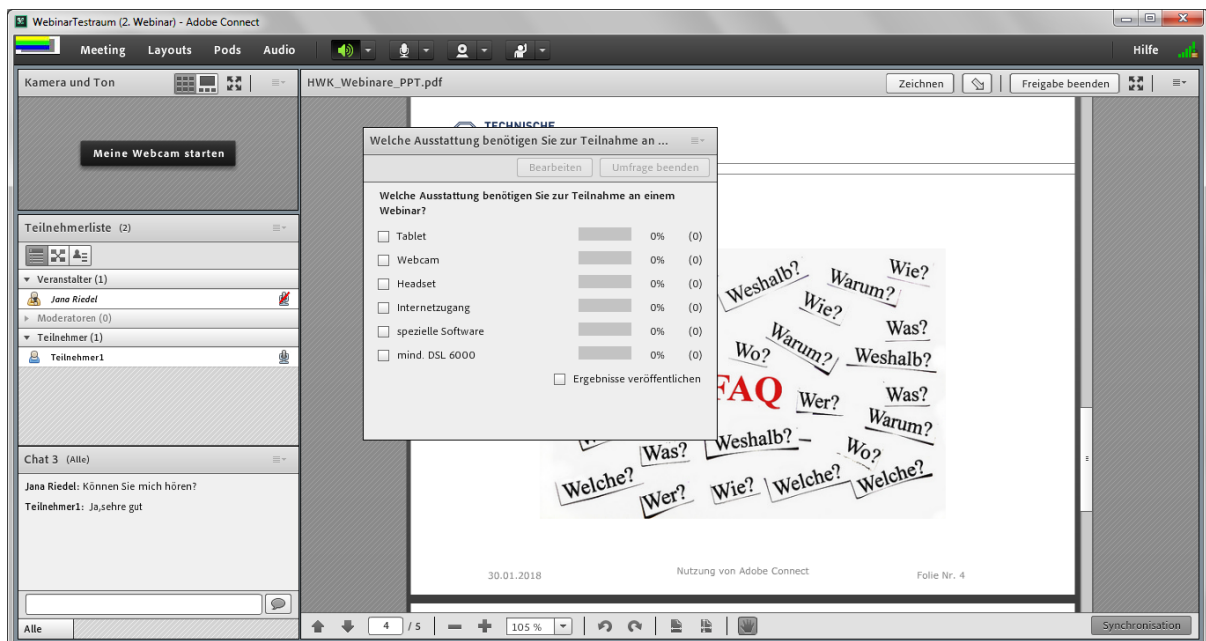 WebinarTestraum (2. Webinar) - Adobe Connect
Meeting Layouts Pods Audio Hilfe
Kamera und Ton
Meine Webcam starten
Teilnehmerliste (2)
Veranstalter (1)
Jana Riedel
Moderatoren (0)
Teilnehmer (1)
Teilnehmer1
Chat 3 (Alle)
Jana Riedel: Können Sie mich hören?
Teilnehmer1: Ja,sehre gut
Alle
HWK_Webinare_PPT.pdf
Zeichnen Freigabe beenden
TECHNISCHE
Welche Ausstattung benötigen Sie zur Teilnahme an ...
Bearbeiten Umfrage beenden
Welche Ausstattung benötigen Sie zur Teilnahme an einem
Webinar?
Tablet 0% (0)
Webcam 0% (0)
Headset 0% (0)
Internetzugang 0% (0)
spezielle Software 0% (0)
mind. DSL 6000 0% (0)
Ergebnisse veröffentlichen
Weshalb? Warum? Wie?
Wie?
Was?
Warum?
Wo? Weshalb?
FAQ Wer? Was?
Warum?
Was? Weshalb? Wo?
Welche? Wer? Wie? Welche? Welche?
30.01.2018 Nutzung von Adobe Connect Folie Nr. 4
4 / 5 105 % Synchronisation